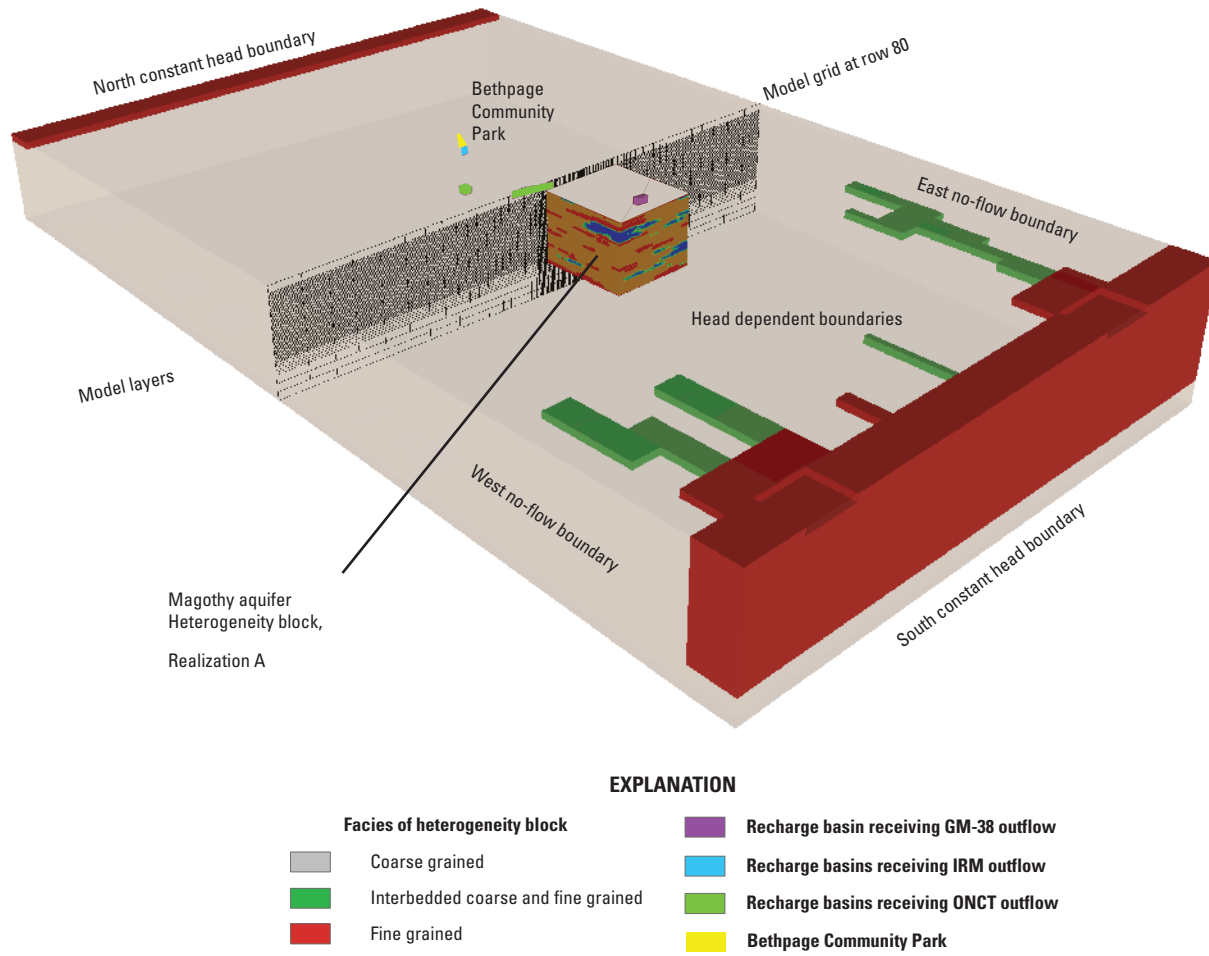 North constant head boundary
Bethpage
Community
Park
Model grid at row 80
East no-flow boundary
Head dependent boundaries
Model layers
West no-flow boundary
South constant head boundary
Magothy aquifer
Heterogeneity block,
Realization A
EXPLANATION
Facies of heterogeneity block
Coarse grained
Interbedded coarse and fine grained
Fine grained
Recharge basin receiving GM-38 outflow
Recharge basins receiving IRM outflow
Recharge basins receiving ONCT outflow
Bethpage Community Park